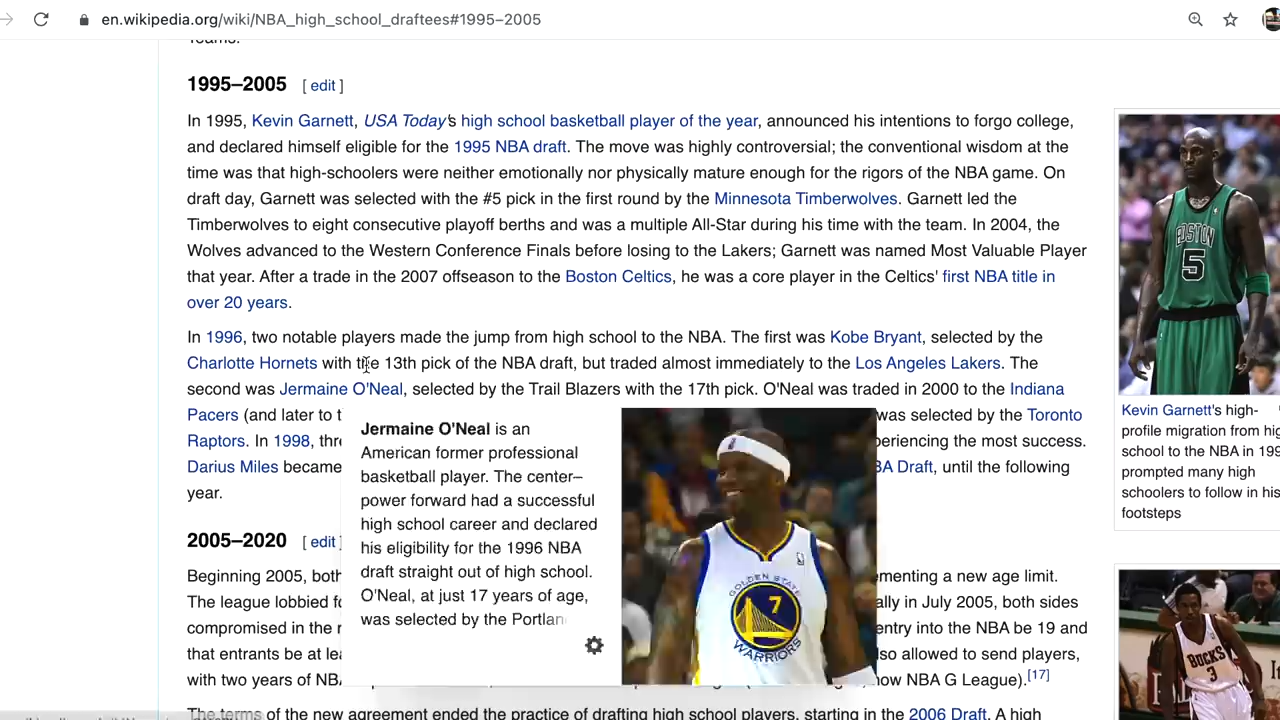 en.wikipedia.org/wiki/NBA_high_school_draftees#1995–2005
Teams.
1995–2005 [ edit ]
In 1995, Kevin Garnett, USA Today's high school basketball player of the year, announced his intentions to forgo college,
and declared himself eligible for the 1995 NBA draft. The move was highly controversial; the conventional wisdom at the
time was that high-schoolers were neither emotionally nor physically mature enough for the rigors of the NBA game. On
draft day, Garnett was selected with the #5 pick in the first round by the Minnesota Timberwolves. Garnett led the
Timberwolves to eight consecutive playoff berths and was a multiple All-Star during his time with the team. In 2004, the
Wolves advanced to the Western Conference Finals before losing to the Lakers; Garnett was named Most Valuable Player
that year. After a trade in the 2007 offseason to the Boston Celtics, he was a core player in the Celtics' first NBA title in
over 20 years.
In 1996, two notable players made the jump from high school to the NBA. The first was Kobe Bryant, selected by the
Charlotte Hornets with the 13th pick of the NBA draft, but traded almost immediately to the Los Angeles Lakers. The
second was Jermaine O'Neal, selected by the Trail Blazers with the 17th pick. O'Neal was traded in 2000 to the Indiana
Pacers (and later to t was selected by the Toronto
Raptors. In 1998, thre periencing the most success.
Darius Miles became BA Draft, until the following
year.
Jermaine O'Neal is an
American former professional
basketball player. The center–
power forward had a successful
high school career and declared
his eligibility for the 1996 NBA
draft straight out of high school.
O'Neal, at just 17 years of age,
was selected by the Portlan
GOLDEN STATE
7
WARRIORS
2005–2020 [ edit ]
Beginning 2005, both ementing a new age limit.
The league lobbied fo ally in July 2005, both sides
compromised in the r entry into the NBA be 19 and
that entrants be at lea so allowed to send players,
with two years of NBA now NBA G League).[17]
The terms of the new agreement ended the practice of drafting high school players, starting in the 2006 Draft. A high
BOSTON
5
Kevin Garnett's high-
profile migration from hig
school to the NBA in 199
prompted many high
schoolers to follow in his
footsteps
BUCKS
3